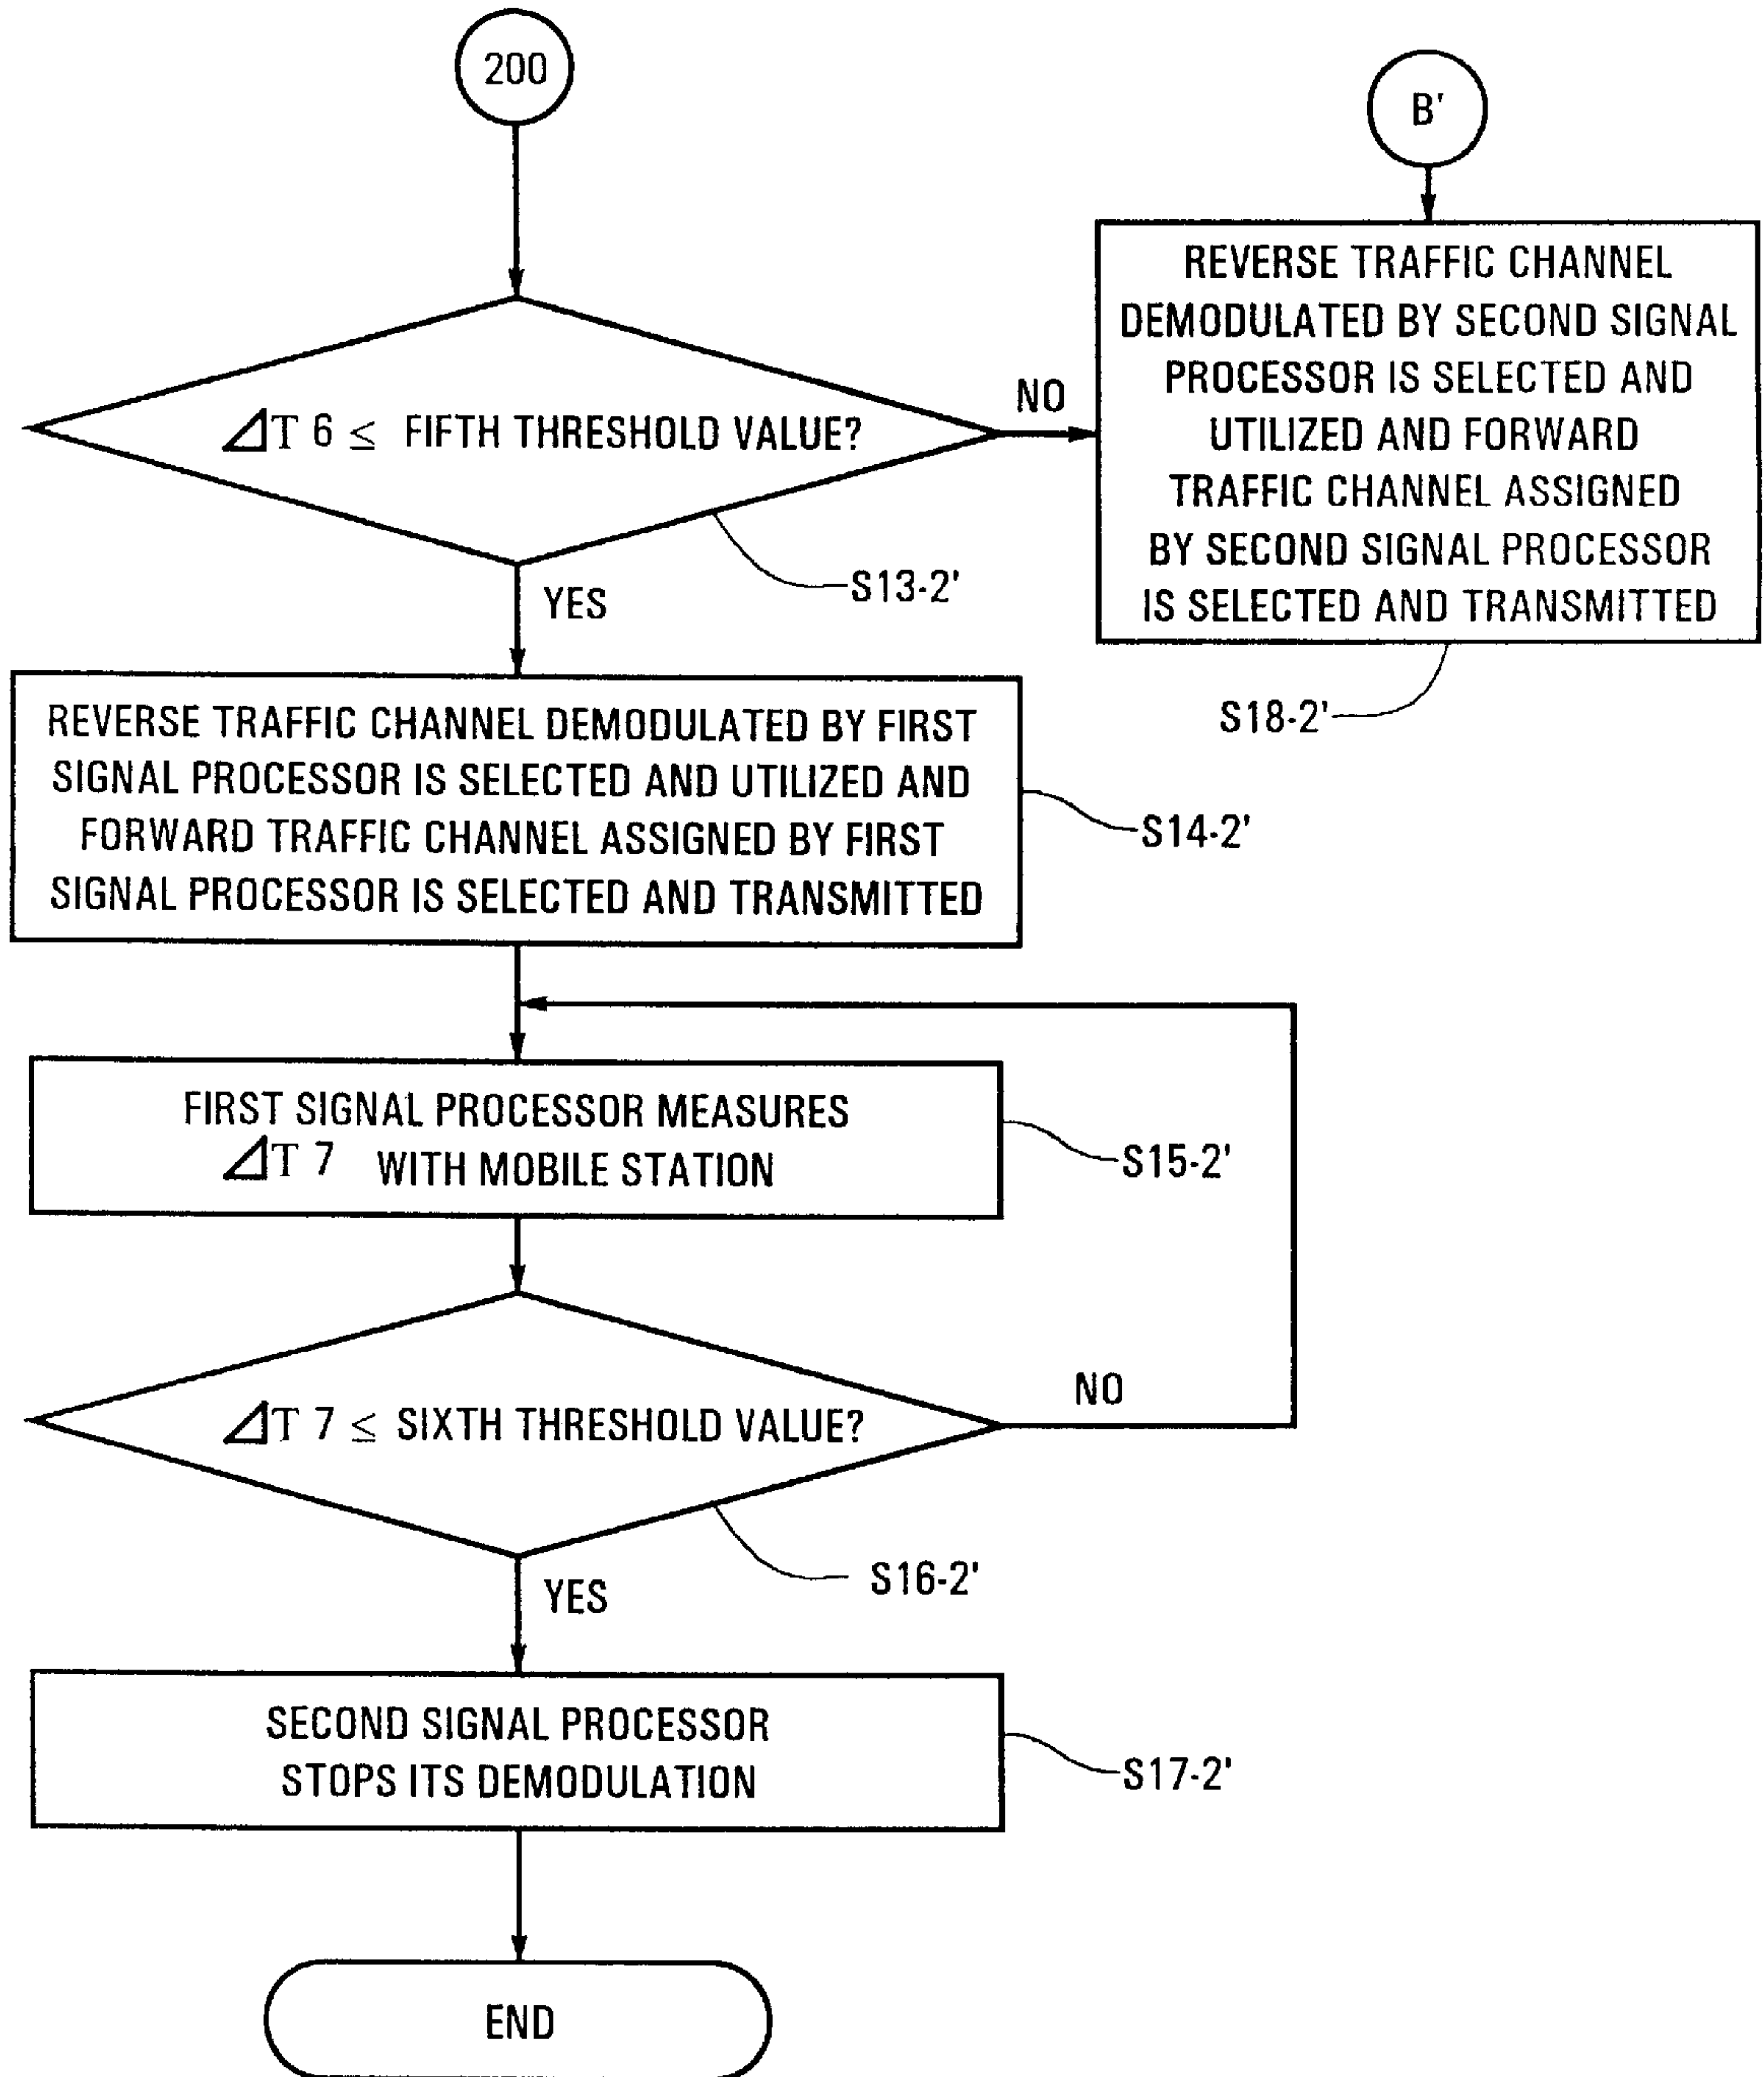 200
B'
ΔT 6 ≤ FIFTH THRESHOLD VALUE?
NO
S13-2'
YES
REVERSE TRAFFIC CHANNEL
DEMODULATED BY SECOND SIGNAL
PROCESSOR IS SELECTED AND
UTILIZED AND FORWARD
TRAFFIC CHANNEL ASSIGNED
BY SECOND SIGNAL PROCESSOR
IS SELECTED AND TRANSMITTED
S18-2'
REVERSE TRAFFIC CHANNEL DEMODULATED BY FIRST
SIGNAL PROCESSOR IS SELECTED AND UTILIZED AND
FORWARD TRAFFIC CHANNEL ASSIGNED BY FIRST
SIGNAL PROCESSOR IS SELECTED AND TRANSMITTED
S14-2'
FIRST SIGNAL PROCESSOR MEASURES
ΔT 7 WITH MOBILE STATION
S15-2'
ΔT 7 ≤ SIXTH THRESHOLD VALUE?
NO
S16-2'
YES
SECOND SIGNAL PROCESSOR
STOPS ITS DEMODULATION
S17-2'
END